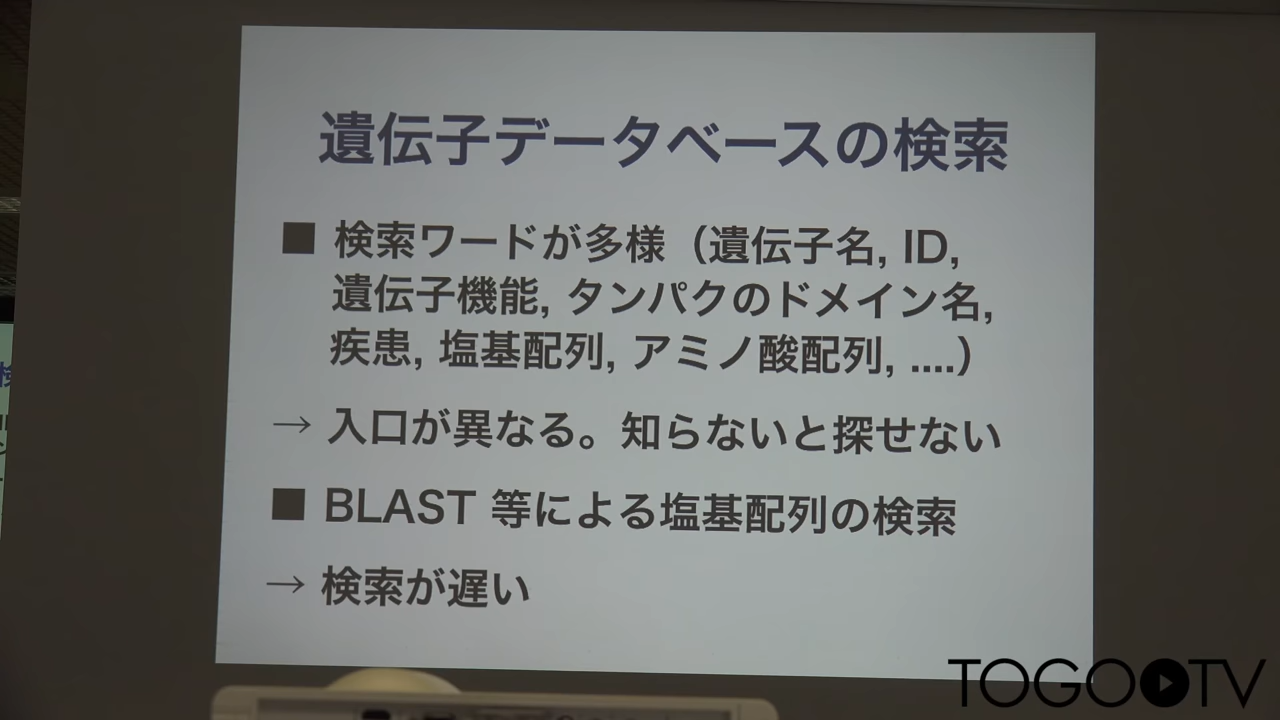 遺伝子データベースの検索
■ 検索ワードが多様（遺伝子名, ID,
遺伝子機能, タンパクのドメイン名,
疾患, 塩基配列, アミノ酸配列, ....）
→ 入口が異なる。知らないと探せない
■ BLAST 等による塩基配列の検索
→ 検索が遅い
TOGOTV